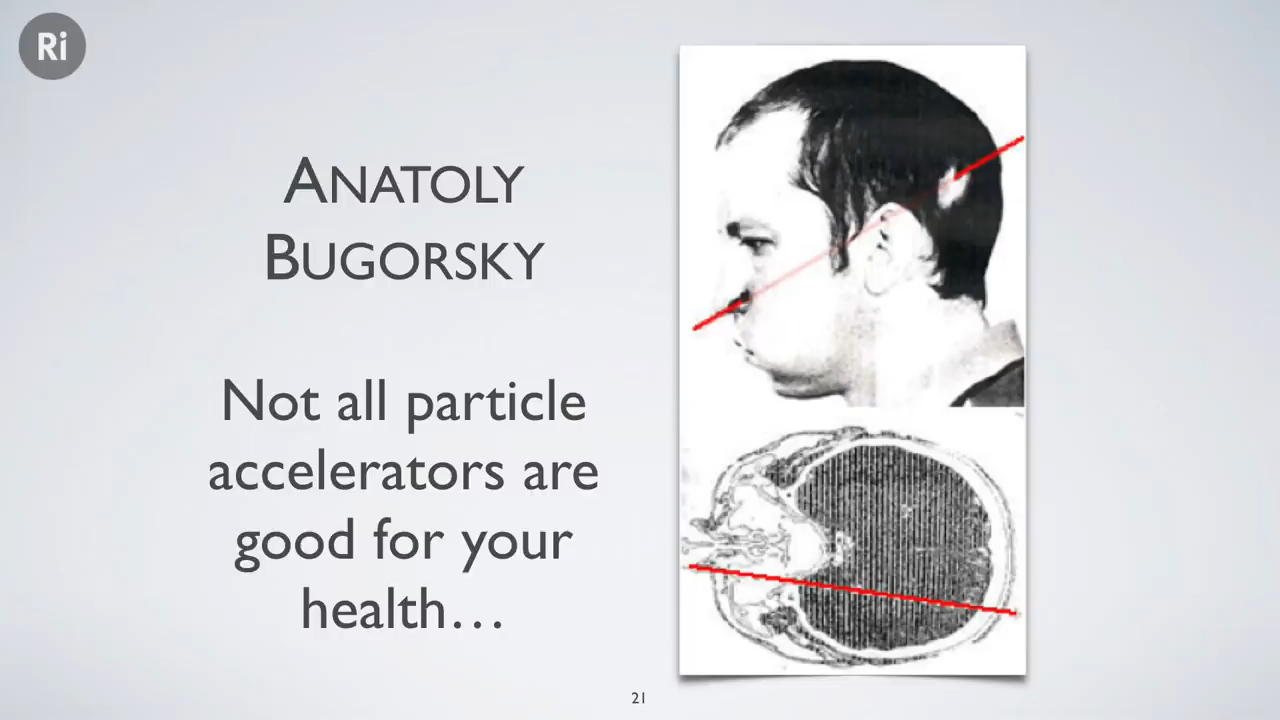 Ri
ANATOLY
BUGORSKY
Not all particle
accelerators are
good for your
health…
21